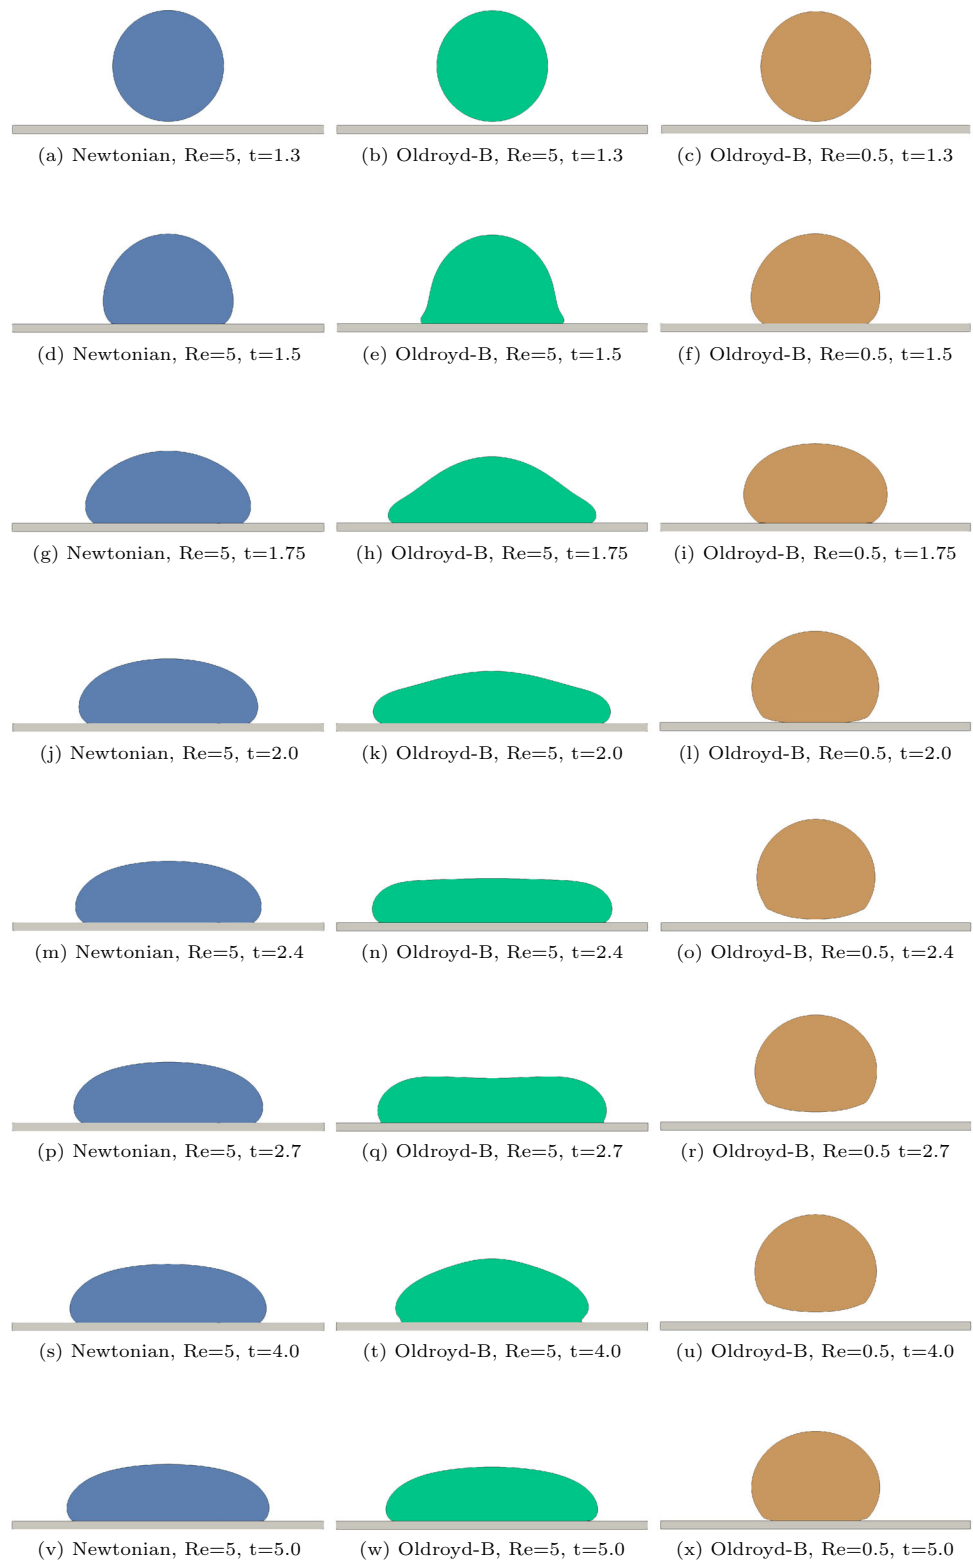 (a) Newtonian, Re=5, t=1.3
(b) Oldroyd-B, Re=5, t=1.3
(c) Oldroyd-B, Re=0.5, t=1.3
(d) Newtonian, Re=5, t=1.5
(e) Oldroyd-B, Re=5, t=1.5
(f) Oldroyd-B, Re=0.5, t=1.5
(g) Newtonian, Re=5, t=1.75
(h) Oldroyd-B, Re=5, t=1.75
(i) Oldroyd-B, Re=0.5, t=1.75
(j) Newtonian, Re=5, t=2.0
(k) Oldroyd-B, Re=5, t=2.0
(l) Oldroyd-B, Re=0.5, t=2.0
(m) Newtonian, Re=5, t=2.4
(n) Oldroyd-B, Re=5, t=2.4
(o) Oldroyd-B, Re=0.5, t=2.4
(p) Newtonian, Re=5, t=2.7
(q) Oldroyd-B, Re=5, t=2.7
(r) Oldroyd-B, Re=0.5 t=2.7
(s) Newtonian, Re=5, t=4.0
(t) Oldroyd-B, Re=5, t=4.0
(u) Oldroyd-B, Re=0.5, t=4.0
(v) Newtonian, Re=5, t=5.0
(w) Oldroyd-B, Re=5, t=5.0
(x) Oldroyd-B, Re=0.5, t=5.0